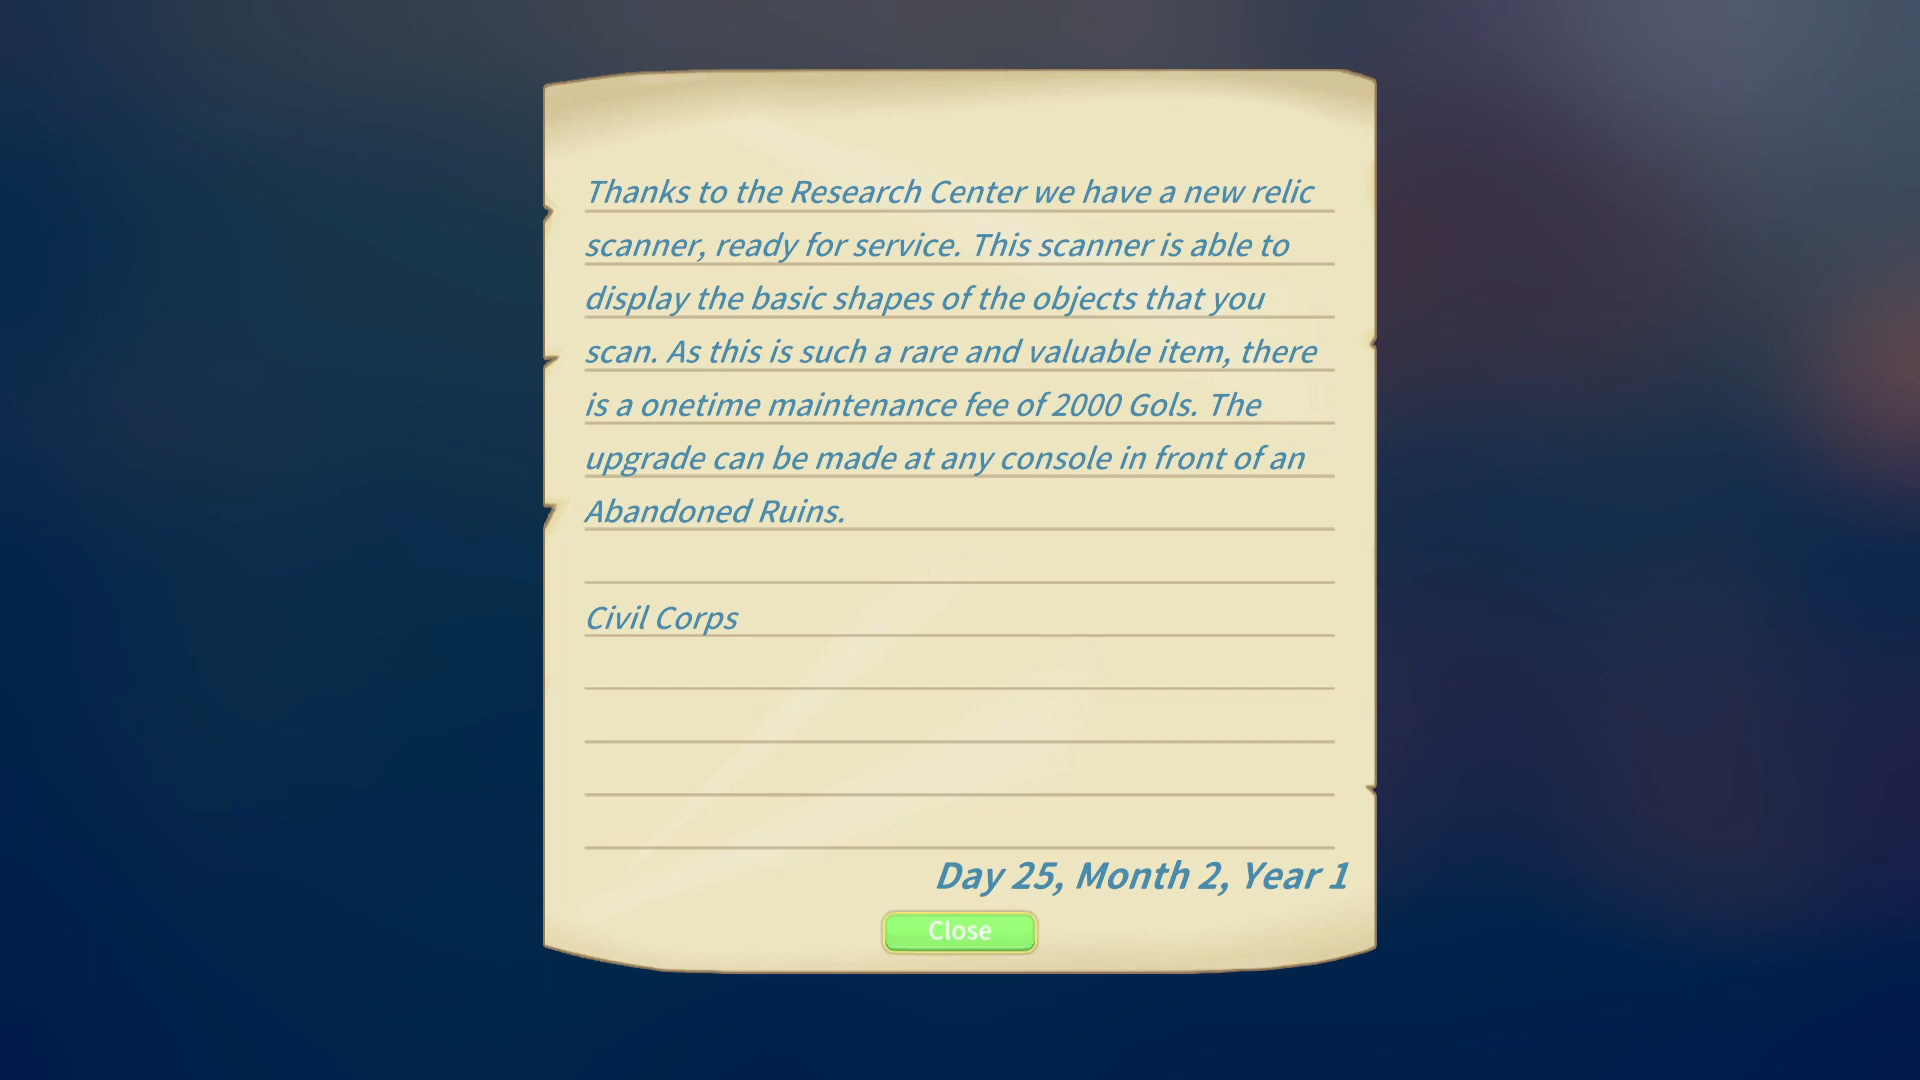 Thanks to the Research Center we have a new relic
scanner, ready for service. This scanner is able to
display the basic shapes of the objects that you
scan. As this is such a rare and valuable item, there
is a onetime maintenance fee of 2000 Gols. The
upgrade can be made at any console in front of an
Abandoned Ruins.
Civil Corps
Day 25, Month 2, Year 1
Close